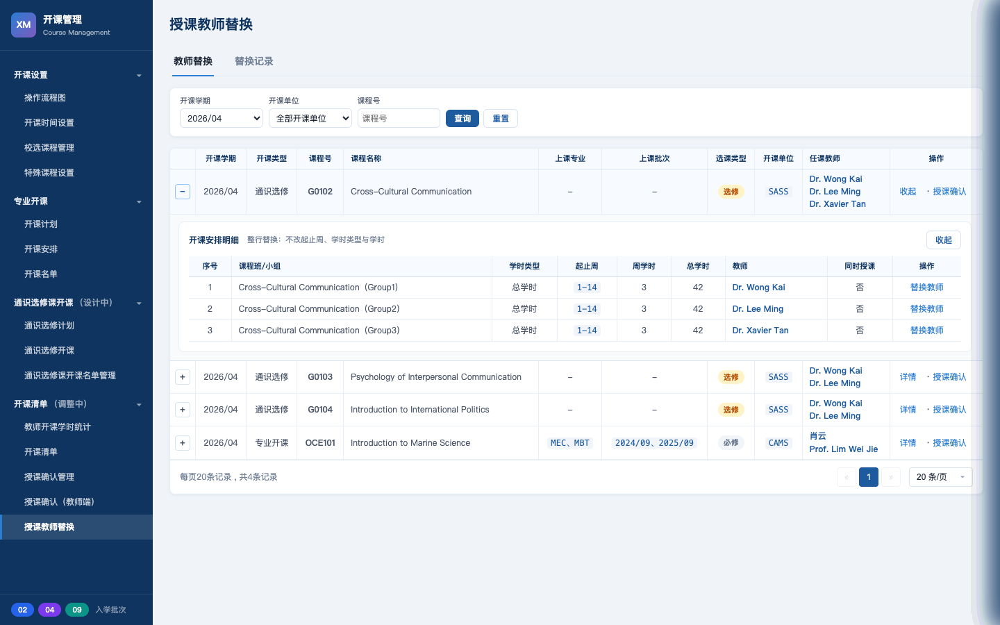 XM
开课管理
Course Management
开课设置
操作流程图
开课时间设置
校选课程管理
特殊课程设置
专业开课
开课计划
开课安排
开课名单
通识选修课开课 (设计中)
通识选修计划
通识选修开课
通识选修课开课名单管理
开课清单 (调整中)
教师开课学时统计
开课清单
授课确认管理
授课确认（教师端）
授课教师替换
02 04 09 入学批次
授课教师替换
教师替换 替换记录
开课学期 开课单位 课程号
2026/04 全部开课单位 课程号 查询 重置
开课学期 开课类型 课程号 课程名称 上课专业 上课批次 选课类型 开课单位 任课教师 操作
− 2026/04 通识选修 G0102 Cross-Cultural Communication – – 选修 SASS Dr. Wong Kai
Dr. Lee Ming
Dr. Xavier Tan 收起 · 授课确认
开课安排明细 整行替换：不改起止周、学时类型与学时 收起
序号 课程班/小组 学时类型 起止周 周学时 总学时 教师 同时授课 操作
1 Cross-Cultural Communication（Group1） 总学时 1-14 3 42 Dr. Wong Kai 否 替换教师
2 Cross-Cultural Communication（Group2） 总学时 1-14 3 42 Dr. Lee Ming 否 替换教师
3 Cross-Cultural Communication（Group3） 总学时 1-14 3 42 Dr. Xavier Tan 否 替换教师
+ 2026/04 通识选修 G0103 Psychology of Interpersonal Communication – – 选修 SASS Dr. Wong Kai
Dr. Lee Ming 详情 · 授课确认
+ 2026/04 通识选修 G0104 Introduction to International Politics – – 选修 SASS Dr. Wong Kai
Dr. Lee Ming 详情 · 授课确认
+ 2026/04 专业开课 OCE101 Introduction to Marine Science MEC、MBT 2024/09、2025/09 必修 CAMS 肖云
Prof. Lim Wei Jie 详情 · 授课确认
每页20条记录，共4条记录 « 1 » 20 条/页